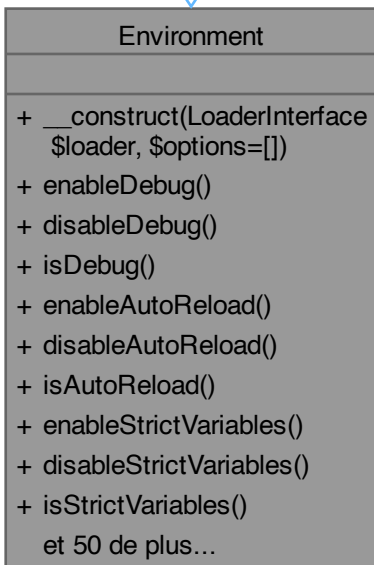 Environment
+ __construct(LoaderInterface
$loader, $options=[])
+ enableDebug()
+ disableDebug()
+ isDebug()
+ enableAutoReload()
+ disableAutoReload()
+ isAutoReload()
+ enableStrictVariables()
+ disableStrictVariables()
+ isStrictVariables()
et 50 de plus...